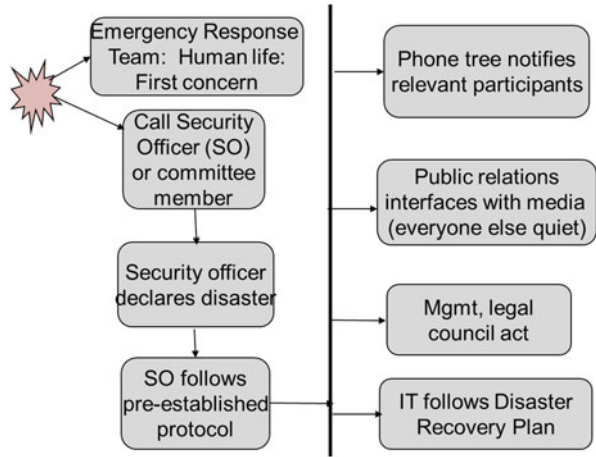 Emergency Response
Team:  Human life:
First concern
Call Security
Officer (SO)
or committee
member
Security officer
declares disaster
SO follows
pre-established
protocol
Phone tree notifies
relevant participants
Public relations
interfaces with media
(everyone else quiet)
Mgmt, legal
council act
IT follows Disaster
Recovery Plan